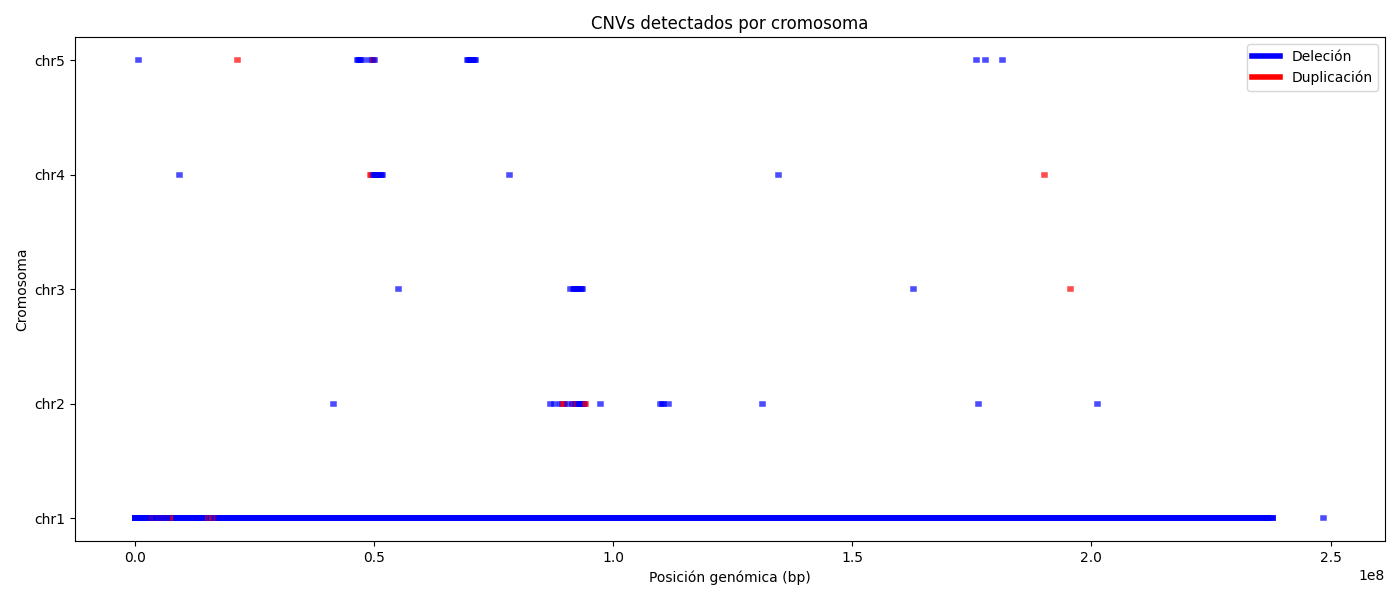 CNVs detectados por cromosoma
chr5
chr4
chr3
chr2
chr1
Cromosoma
Deleción
Duplicación
0.0
0.5
1.0
1.5
2.0
2.5
1e8
Posición genómica (bp)